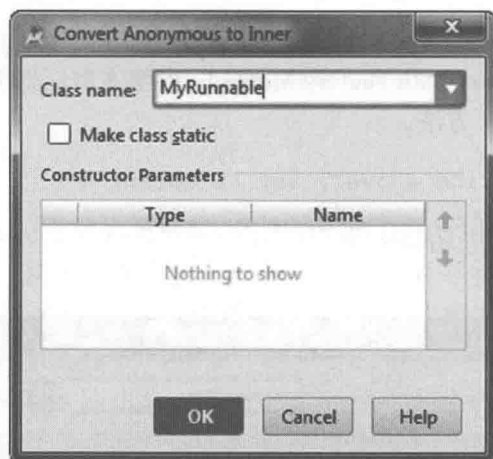 Convert Anonymous to Inner
Class name: MyRunnable
Make class static
Constructor Parameters
Type Name
Nothing to show
OK Cancel Help